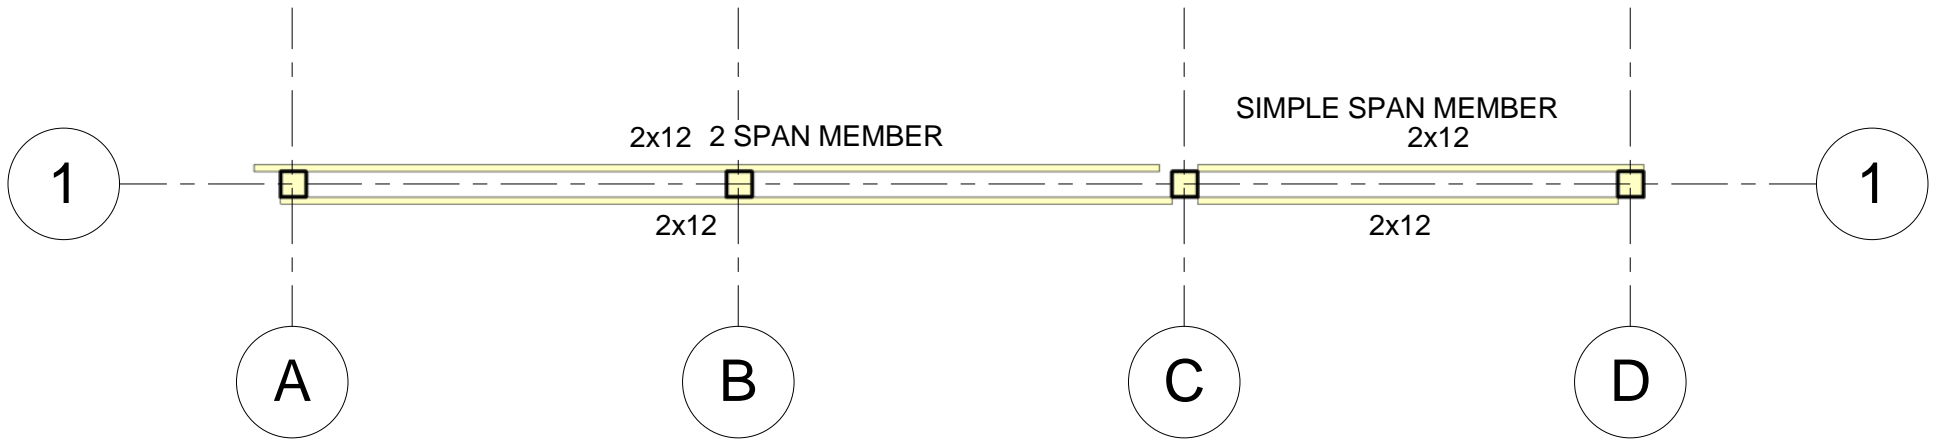 SIMPLE SPAN MEMBER
2x12 2 SPAN MEMBER
2x12
1
1
2x12
2x12
A
B
C
D